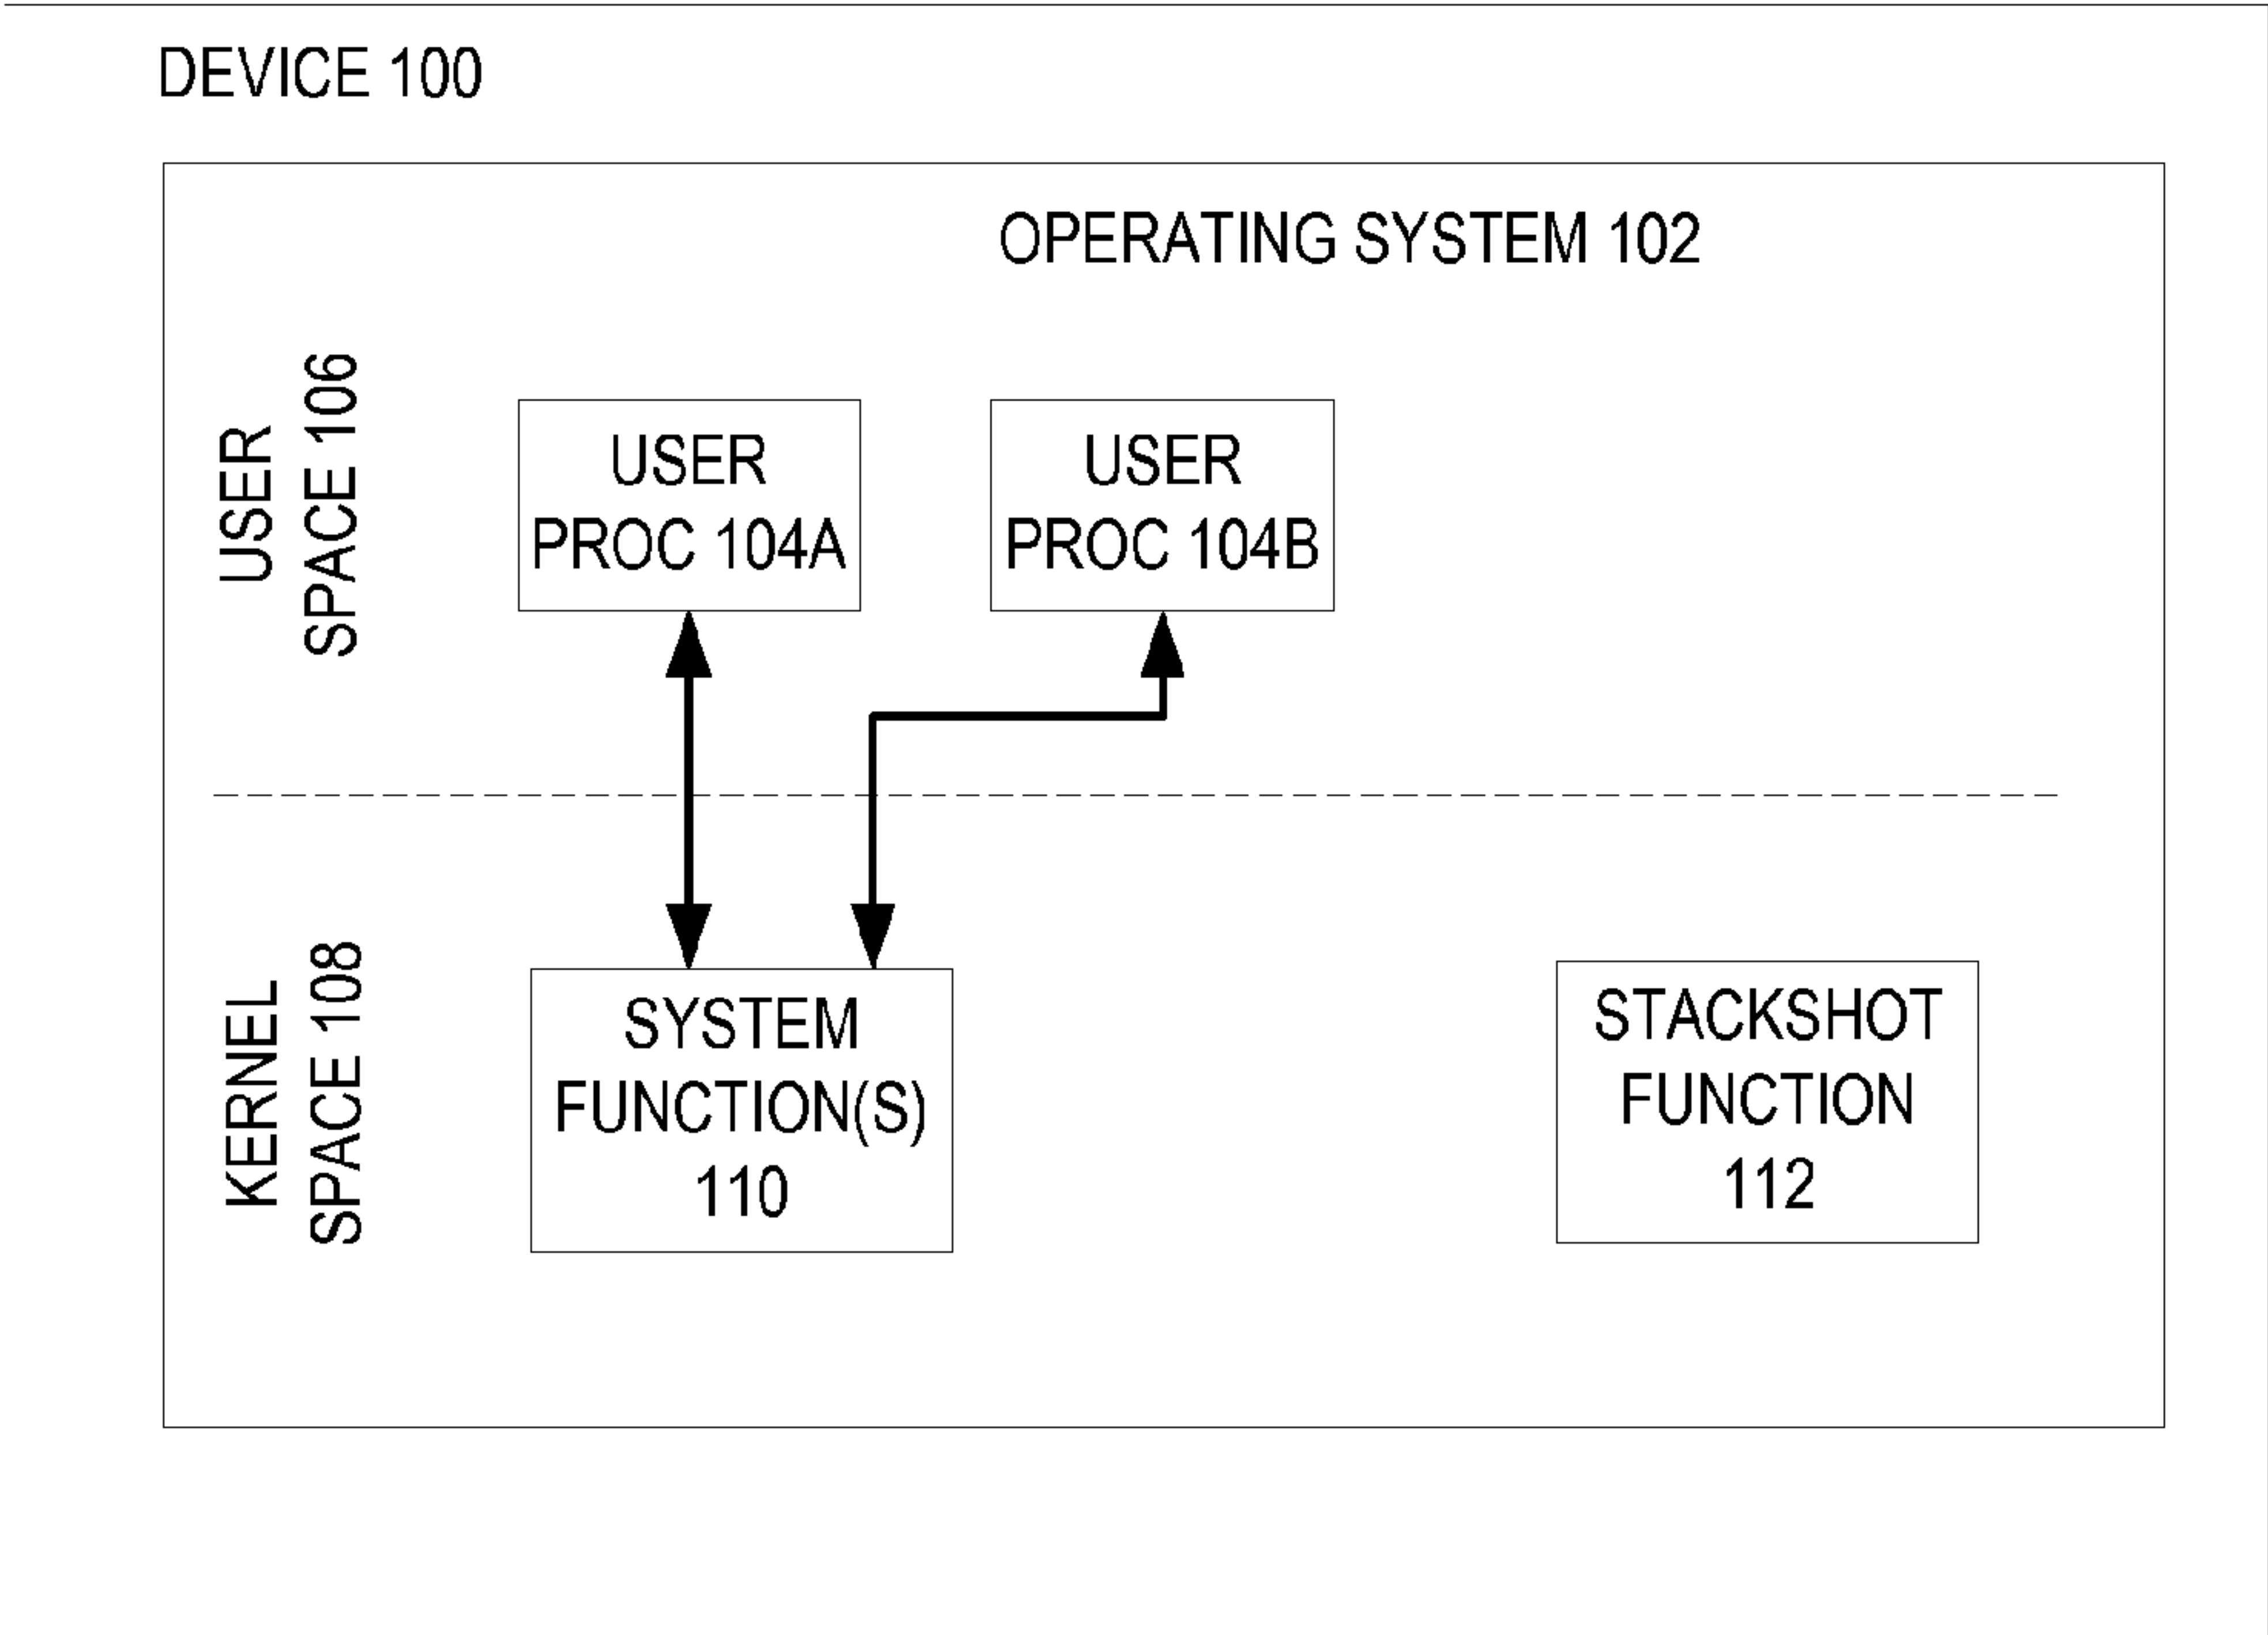 DEVICE 100
OPERATING SYSTEM 102
USER
SPACE 106
USER
PROC 104A
USER
PROC 104B
KERNEL
SPACE 108
SYSTEM
FUNCTION(S)
110
STACKSHOT
FUNCTION
112